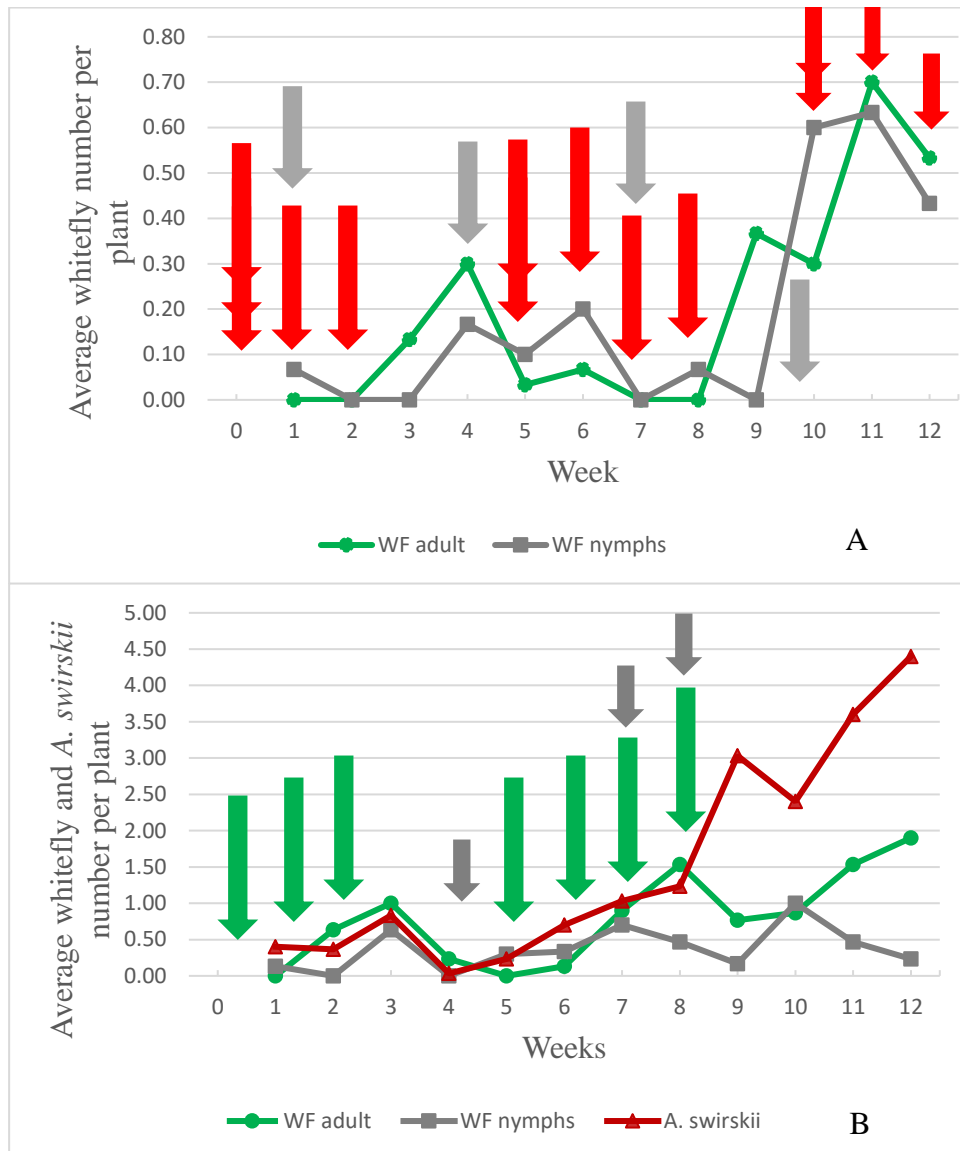 Average whitefly number per
plant
0.80
0.70
0.60
0.50
0.40
0.30
0.20
0.10
0.00
0 1 2 3 4 5 6 7 8 9 10 11 12
Week
WF adult WF nymphs
A
Average whitefly and A. swirskii
number per plant
5.00
4.50
4.00
3.50
3.00
2.50
2.00
1.50
1.00
0.50
0.00
0 1 2 3 4 5 6 7 8 9 10 11 12
Weeks
WF adult WF nymphs A. swirskii
B